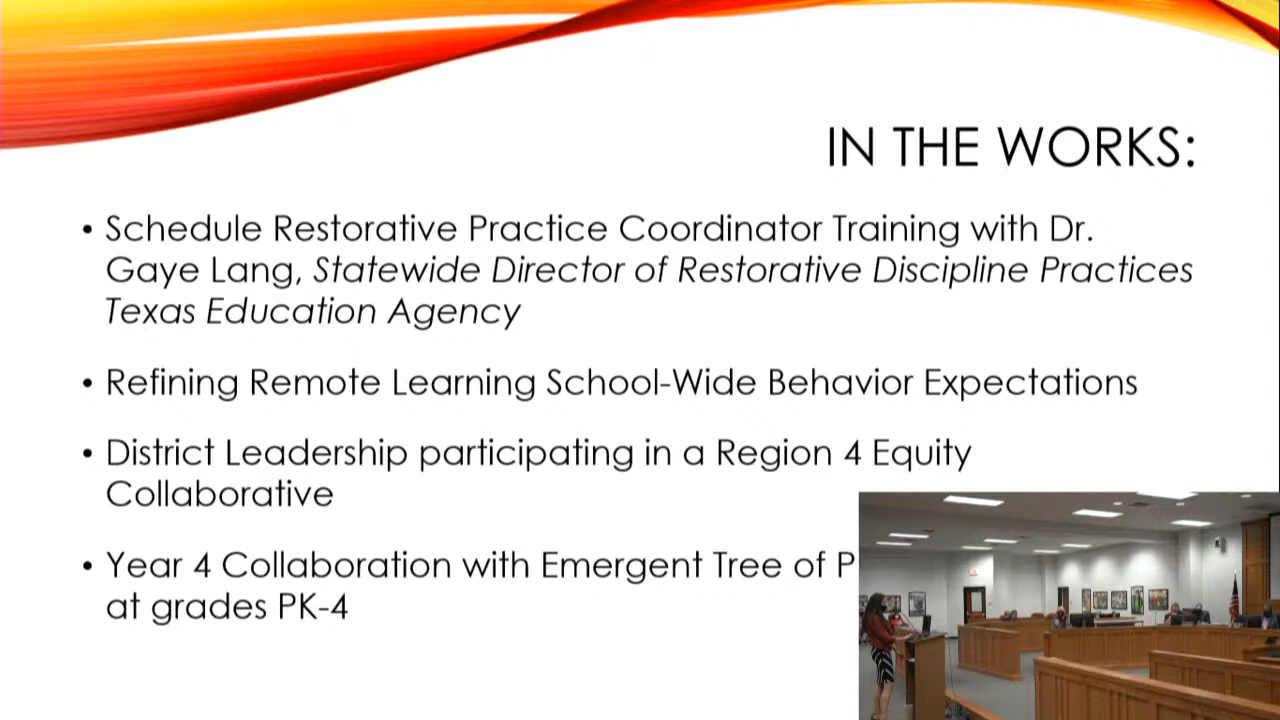 IN THE WORKS:
• Schedule Restorative Practice Coordinator Training with Dr.
Gaye Lang, Statewide Director of Restorative Discipline Practices
Texas Education Agency
• Refining Remote Learning School-Wide Behavior Expectations
• District Leadership participating in a Region 4 Equity
Collaborative
• Year 4 Collaboration with Emergent Tree of P
at grades PK-4